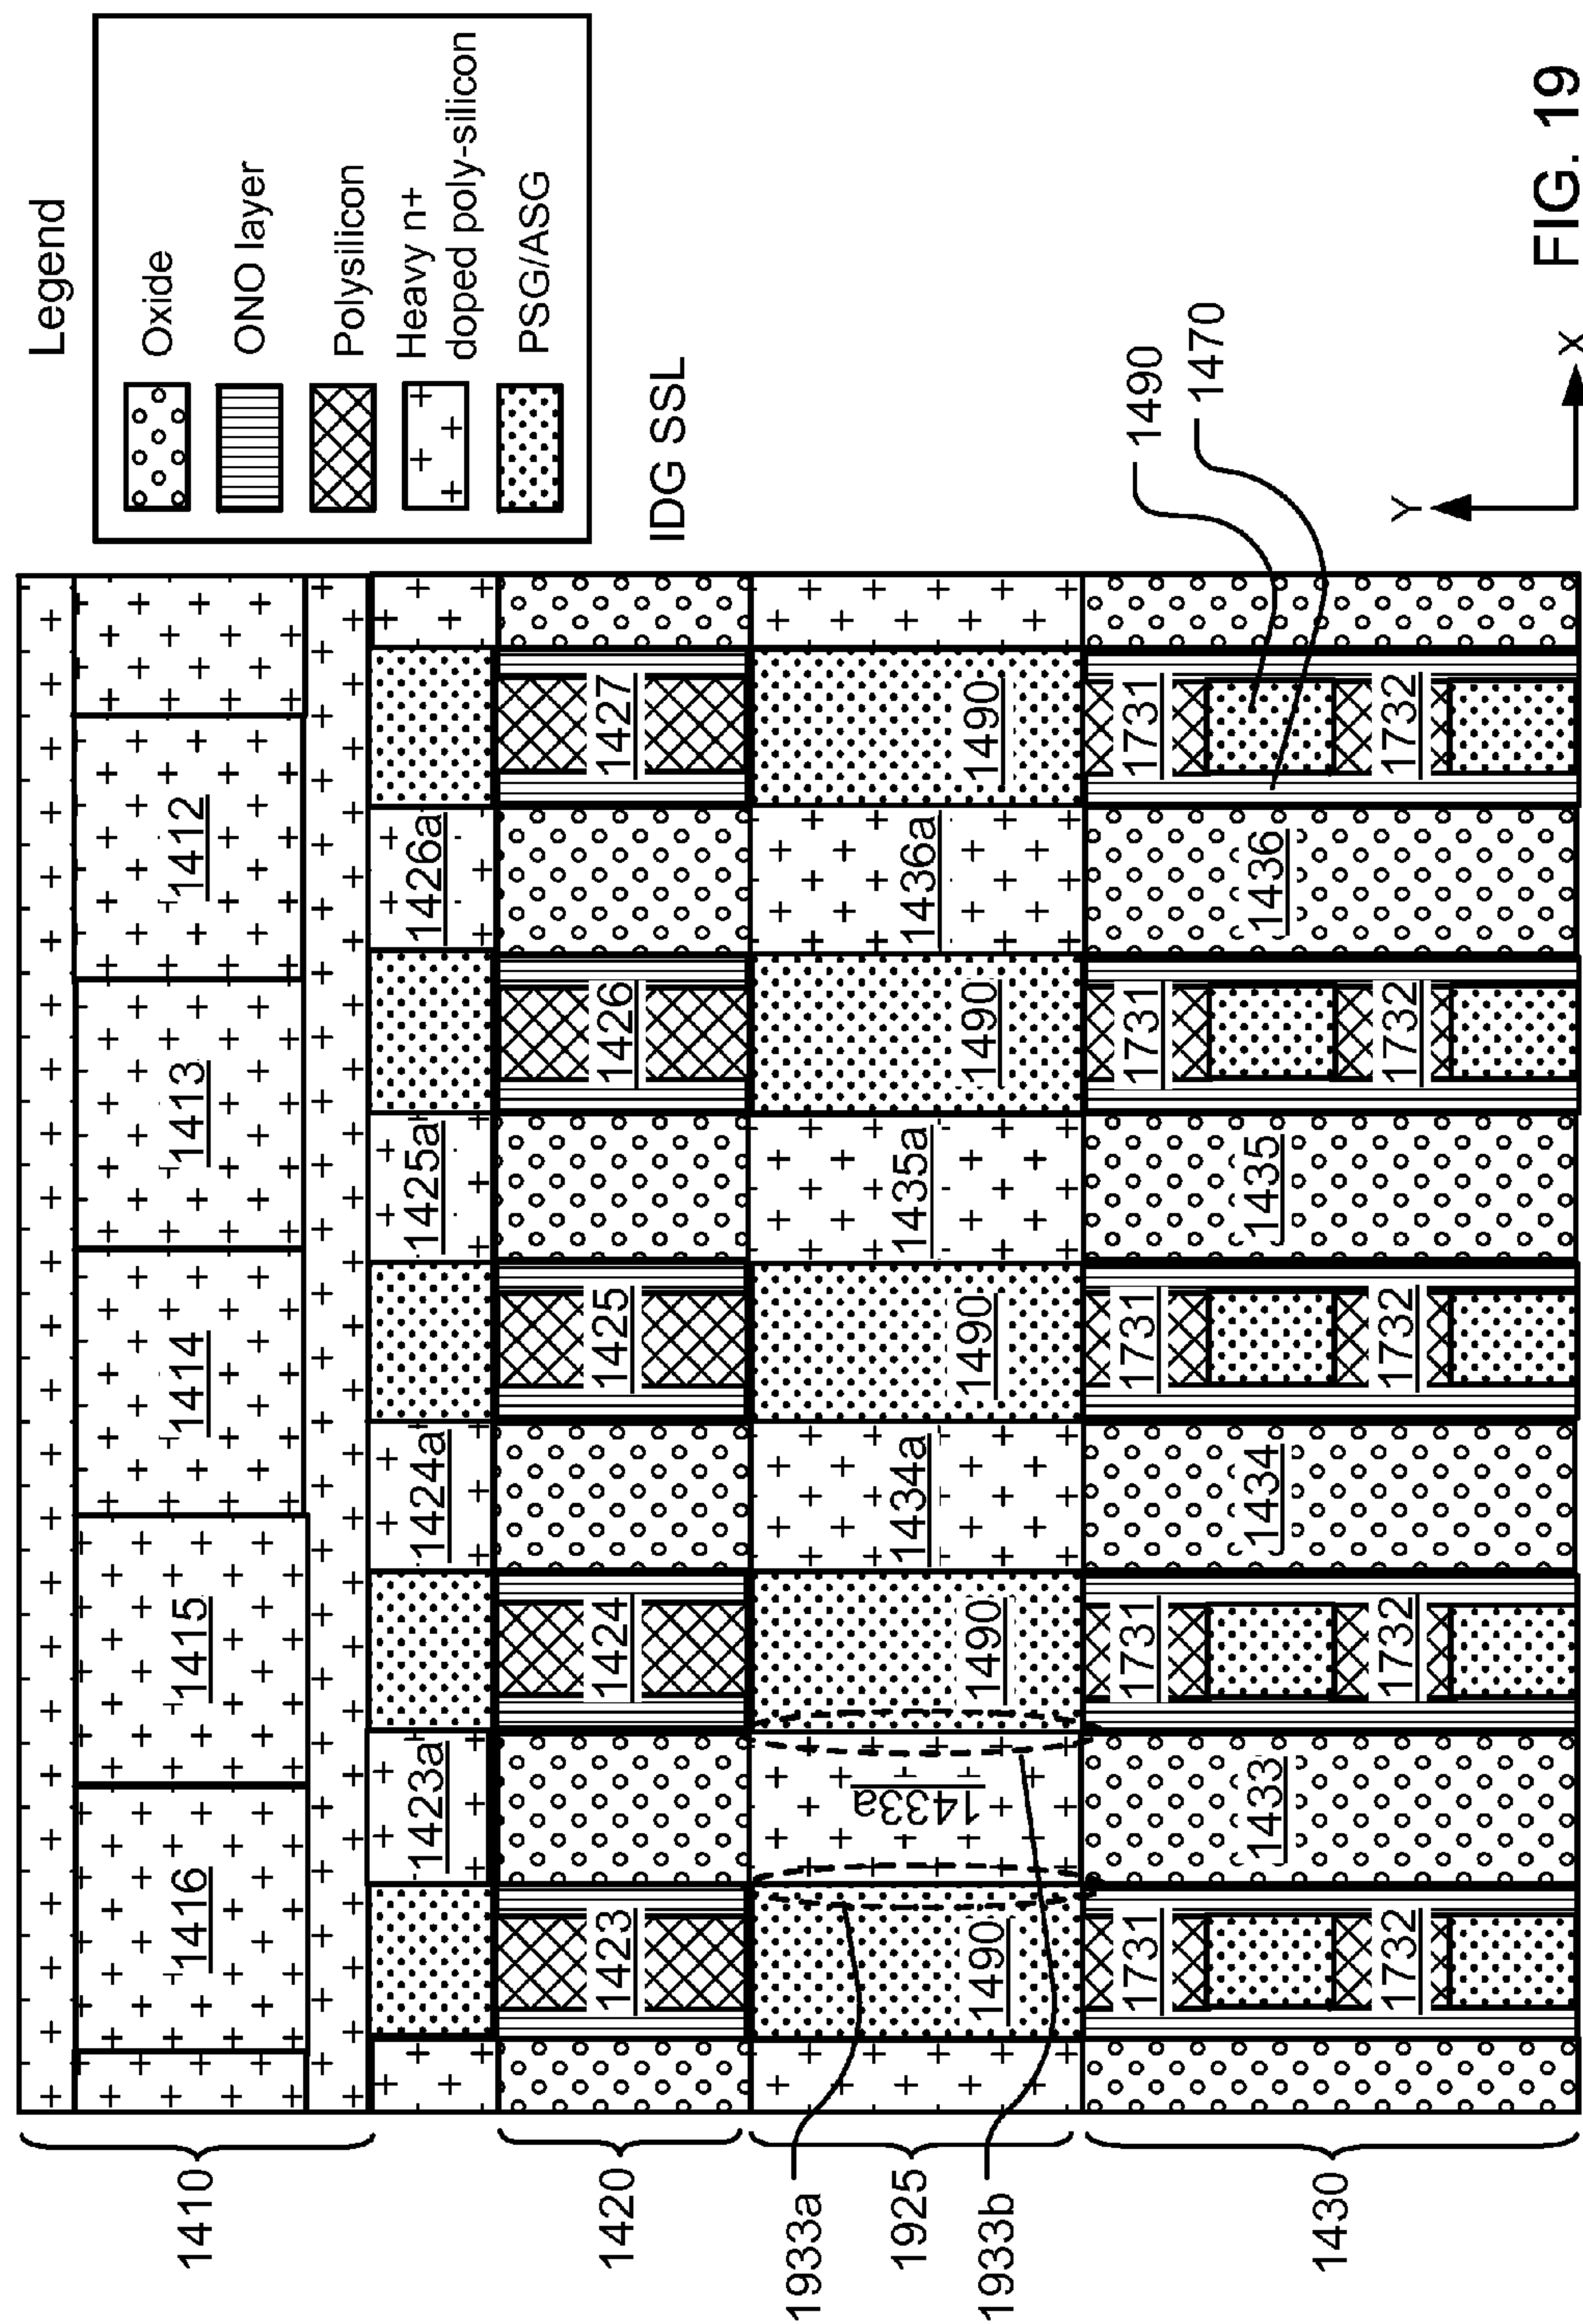 Legend
Oxide
ONO layer
Polysilicon
Heavy n+
doped poly-silicon
PSG/ASG
IDG SSL
1410 1416 1415 1414 1413 1412
1423a 1424a 1425a 1426a
1420 1423 1424 1425 1426 1427
1933a
1925 1433a 1434a 1435a 1436a
1933b 1490 1490 1490 1490 1490
1490
1470
1731 1731 1731 1731 1731
1430 1433 1434 1435 1436
1732 1732 1732 1732 1732
Y
X
FIG. 19